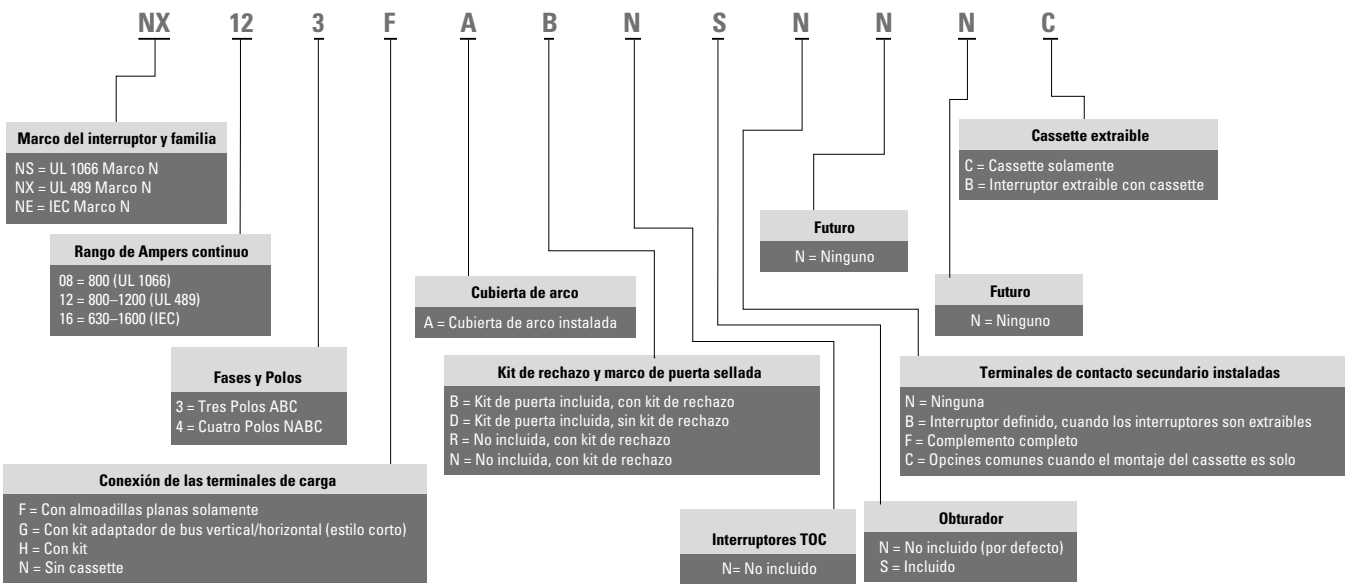 NX 12 3 F A B N S N N N C
Marco del interruptor y familia
NS = UL 1066 Marco N
NX = UL 489 Marco N
NE = IEC Marco N
Rango de Ampers continuo
08 = 800 (UL 1066)
12 = 800–1200 (UL 489)
16 = 630–1600 (IEC)
Fases y Polos
3 = Tres Polos ABC
4 = Cuatro Polos NABC
Conexión de las terminales de carga
F = Con almoadillas planas solamente
G = Con kit adaptador de bus vertical/horizontal (estilo corto)
H = Con kit
N = Sin cassette
Cubierta de arco
A = Cubierta de arco instalada
Kit de rechazo y marco de puerta sellada
B = Kit de puerta incluida, con kit de rechazo
D = Kit de puerta incluida, sin kit de rechazo
R = No incluida, con kit de rechazo
N = No incluida, con kit de rechazo
Interruptores TOC
N= No incluido
Obturador
N = No incluido (por defecto)
S = Incluido
Terminales de contacto secundario instaladas
N = Ninguna
B = Interruptor definido, cuando los interruptores son extraibles
F = Complemento completo
C = Opcines comunes cuando el montaje del cassette es solo
Futuro
N = Ninguno
Futuro
N = Ninguno
Cassette extraible
C = Cassette solamente
B = Interruptor extraible con cassette